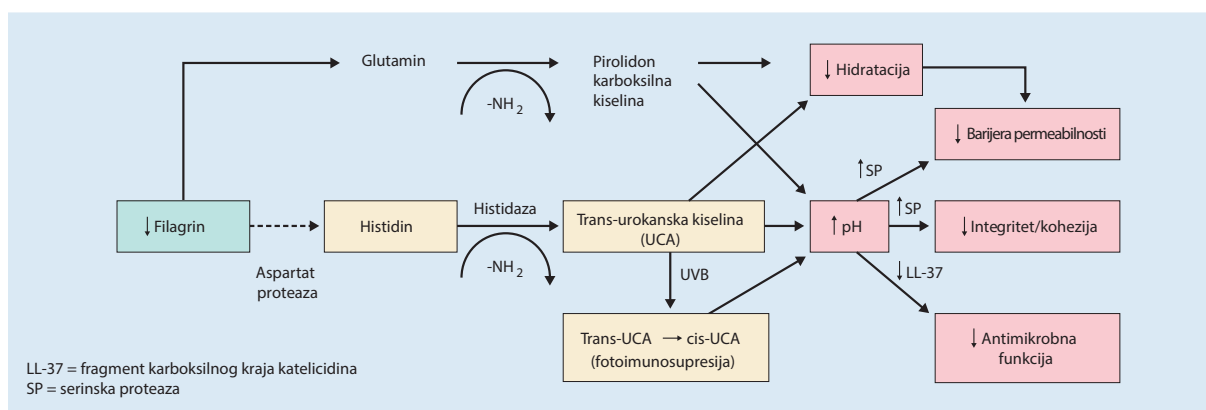 Glutamin
-NH2
Pirolidon
karboksilna
kiselina
↓ Hidratacija
↓ Barijera permeabilnosti
↓ Filagrin
Aspartat
proteaza
Histidin
Histidaza
-NH2
Trans-urokanska kiselina
(UCA)
UVB
Trans-UCA → cis-UCA
(fotoimunosupresija)
↑ pH
↑ SP
↑ SP
↓ Integritet/kohezija
↓ LL-37
↓ Antimikrobna
funkcija
LL-37 = fragment karboksilnog kraja katelicidina
SP = serinska proteaza